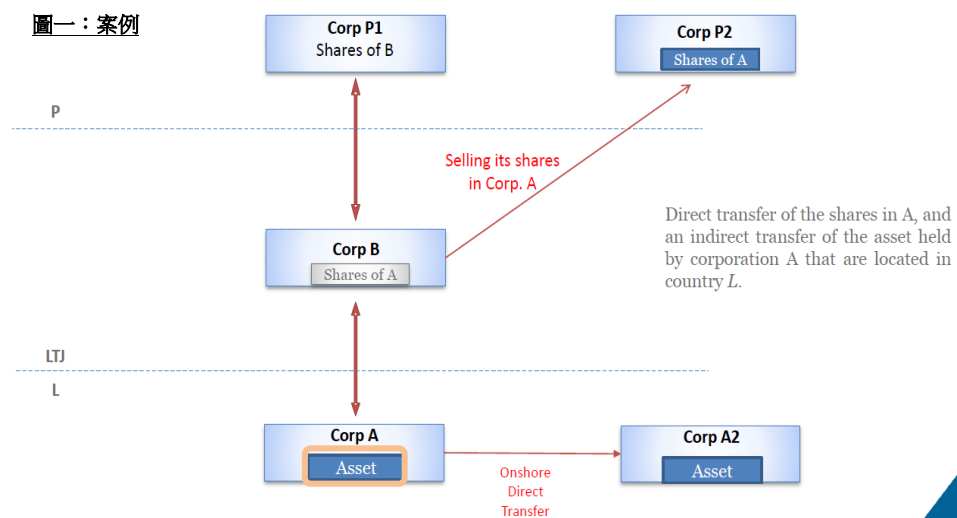 圖一：案例
Corp P1
Shares of B
Corp P2
Shares of A
P
Selling its shares
in Corp. A
Direct transfer of the shares in A, and
an indirect transfer of the asset held
by corporation A that are located in
country L.
Corp B
Shares of A
LTJ
L
Corp A
Asset
Onshore
Direct
Transfer
Corp A2
Asset